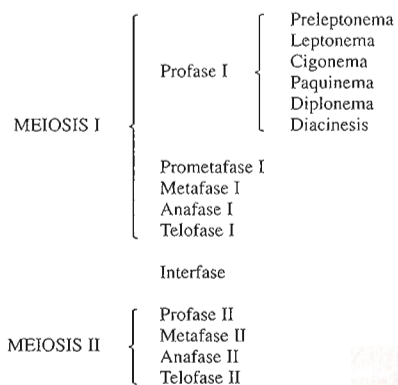 Preleptonema
Leptonema
Cigonema
Profase I
Paquinema
Diplonema
MEIOSIS I
Diacinesis
Prometafase I
Metafase I
Anafase I
Telofase I
Interfase
Profase II
MEIOSIS II
Metafase II
Anafase II
Telofase II